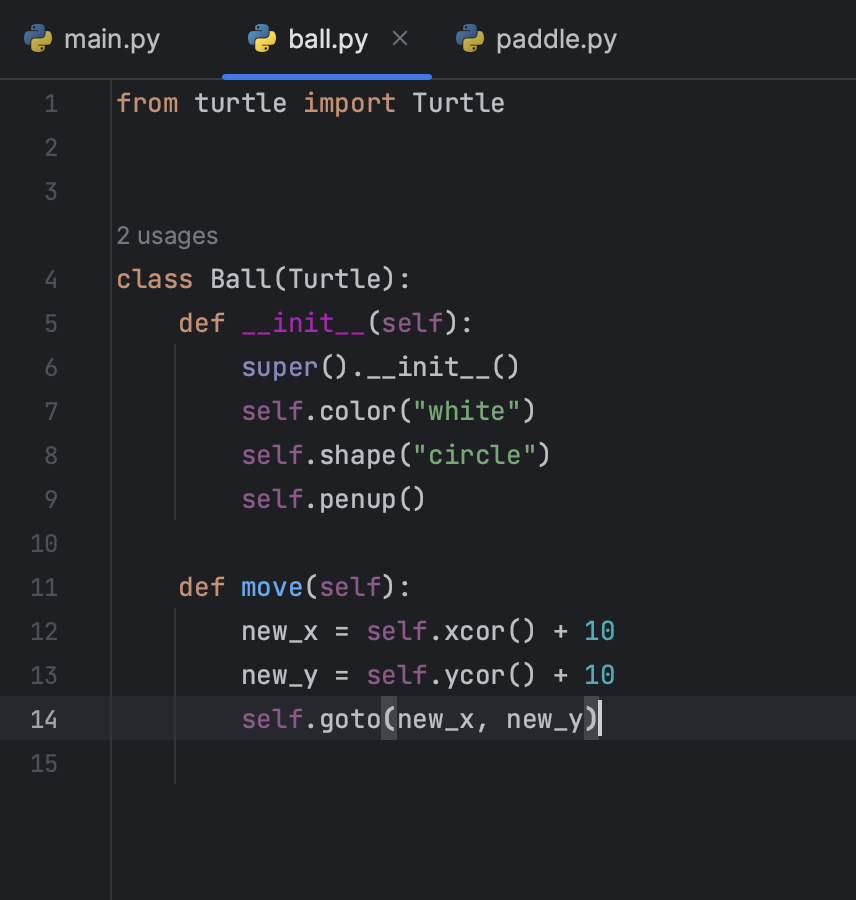 main.py ball.py paddle.py
1 from turtle import Turtle
2
3
2 usages
4 class Ball(Turtle):
5     def __init__(self):
6         super().__init__()
7         self.color("white")
8         self.shape("circle")
9         self.penup()
10
11     def move(self):
12         new_x = self.xcor() + 10
13         new_y = self.ycor() + 10
14         self.goto(new_x, new_y)
15